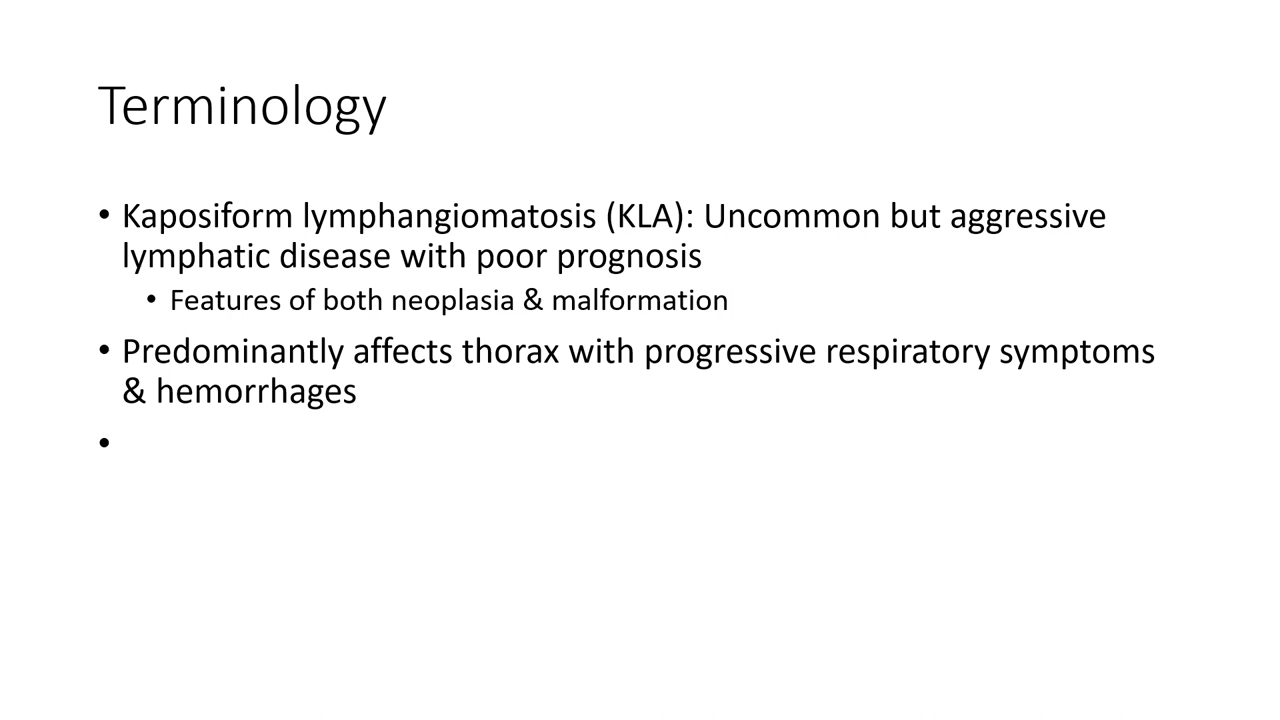 Terminology
• Kaposiform lymphangiomatosis (KLA): Uncommon but aggressive
lymphatic disease with poor prognosis
• Features of both neoplasia & malformation
• Predominantly affects thorax with progressive respiratory symptoms
& hemorrhages
•